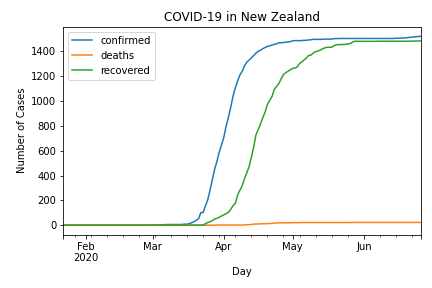 COVID-19 in New Zealand
confirmed
deaths
recovered
Number of Cases
1400
1200
1000
800
600
400
200
0
Feb
2020
Mar
Apr
May
Jun
Day